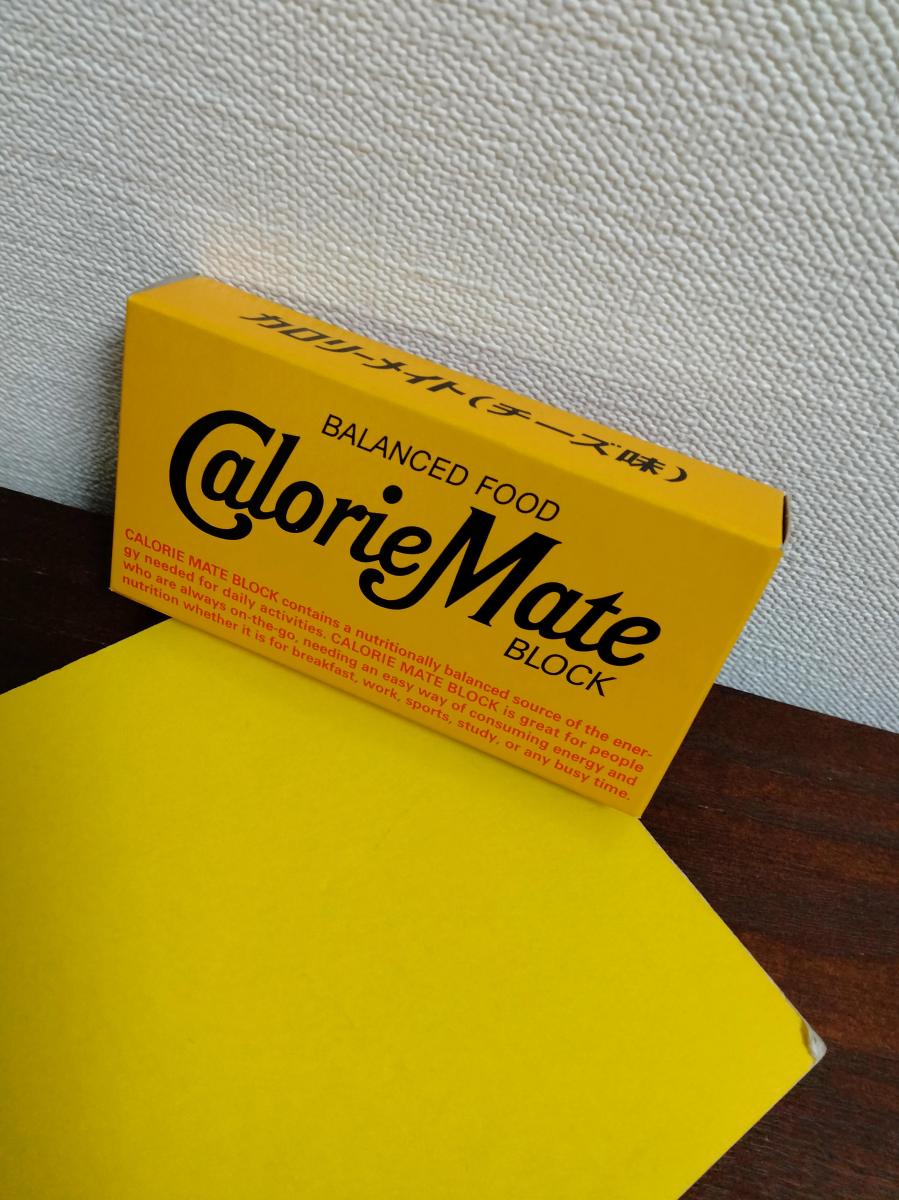 カロリーメイト(チーズ味)
BALANCED FOOD
CalorieMate
BLOCK
CALORIE MATE BLOCK contains a nutritionally balanced source of the ener-
gy needed for daily activities. CALORIE MATE BLOCK is great for people
who are always on-the-go, needing an easy way of consuming energy and
nutrition whether it is for breakfast, work, sports, study, or any busy time.